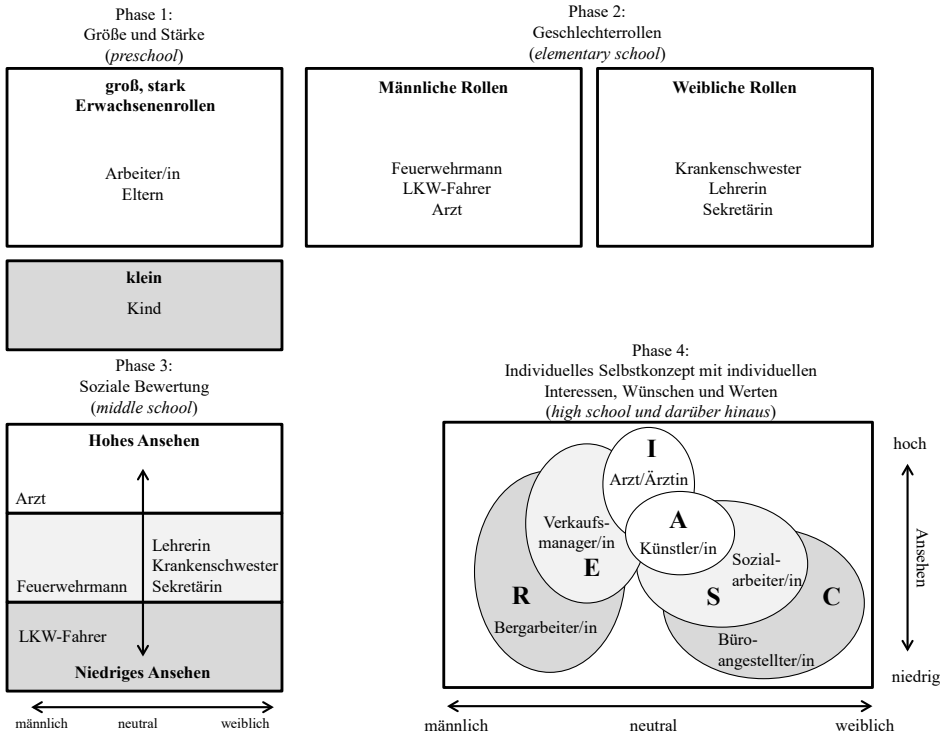 Phase 1:
Größe und Stärke
(preschool)
groß, stark
Erwachsenenrollen
Arbeiter/in
Eltern
klein
Kind
Phase 2:
Geschlechterrollen
(elementary school)
Männliche Rollen
Feuerwehrmann
LKW-Fahrer
Arzt
Weibliche Rollen
Krankenschwester
Lehrerin
Sekretärin
Phase 3:
Soziale Bewertung
(middle school)
Hohes Ansehen
Arzt
Lehrerin
Krankenschwester
Feuerwehrmann
Sekretärin
LKW-Fahrer
Niedriges Ansehen
männlich
neutral
weiblich
Phase 4:
Individuelles Selbstkonzept mit individuellen
Interessen, Wünschen und Werten
(high school und darüber hinaus)
I
Arzt/Ärztin
A
Künstler/in
Verkaufs-
manager/in
E
Sozial-
arbeiter/in
S
R
Bergarbeiter/in
C
Büro-
angestellter/in
hoch
Ansehen
niedrig
männlich
neutral
weiblich